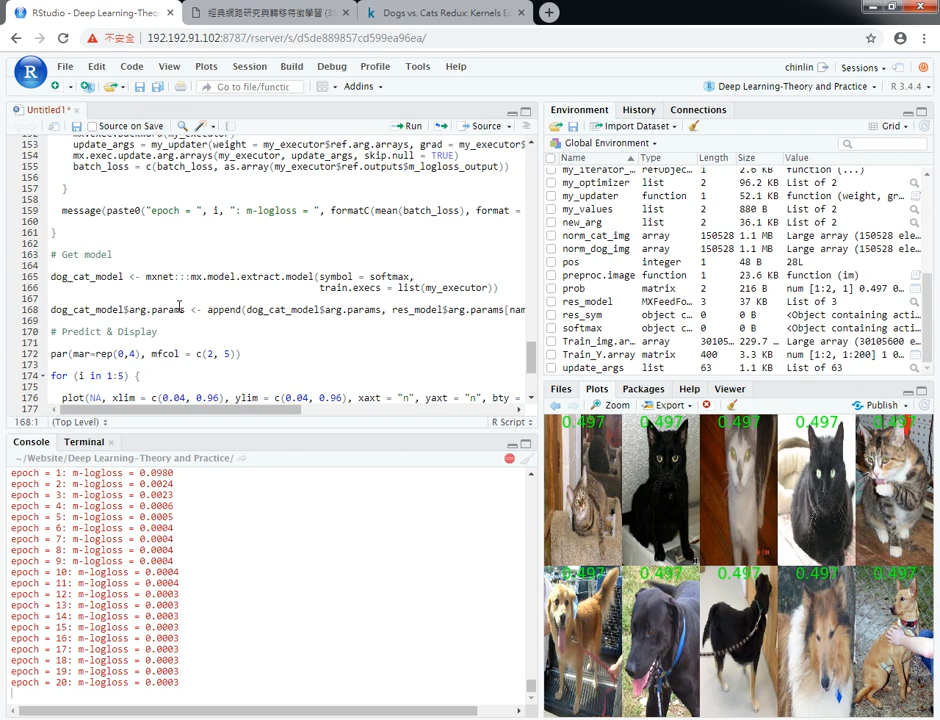 RStudio - Deep Learning-Theo
經典網路研究與轉移特徵學習 (3
Dogs vs. Cats Redux: Kernels E
不安全
192.192.91.102:8787/rserver/s/d5de889857cd599ea96ea/
File Edit Code View Plots Session Build Debug Profile Tools Help
chinlin Sessions
Go to file/functic
Addins
Deep Learning-Theory and Practice
R 3.4.4
Untitled1*
Source on Save
Run
Source
153 update_args = my_updater(weight = my_executor$ref.arg.arrays, grad = my_execut
154 mx.exec.update.arg.arrays(my_executor, update_args, skip.null = TRUE)
155 batch_loss = c(batch_loss, as.array(my_executor$ref.outputs$m_logloss_output))
156
157 }
158
159 message(paste0("epoch = ", i, ": m-logloss = ", formatC(mean(batch_loss), format =
160
161 }
162
163 # Get model
164
165 dog_cat_model <- mxnet:::mx.model.extract.model(symbol = softmax,
166 train.execs = list(my_executor))
167
168 dog_cat_model$arg.params <- append(dog_cat_model$arg.params, res_model$arg.params[nam
169
170 # Predict & Display
171
172 par(mar=rep(0,4), mfcol = c(2, 5))
173
174 for (i in 1:5) {
175
176 plot(NA, xlim = c(0.04, 0.96), ylim = c(0.04, 0.96), xaxt = "n", yaxt = "n", bty =
177
168:1 (Top Level) R Script
Console Terminal
~/Website/Deep Learning-Theory and Practice/
epoch = 1: m-logloss = 0.0980
epoch = 2: m-logloss = 0.0024
epoch = 3: m-logloss = 0.0023
epoch = 4: m-logloss = 0.0006
epoch = 5: m-logloss = 0.0005
epoch = 6: m-logloss = 0.0004
epoch = 7: m-logloss = 0.0004
epoch = 8: m-logloss = 0.0004
epoch = 9: m-logloss = 0.0004
epoch = 10: m-logloss = 0.0004
epoch = 11: m-logloss = 0.0004
epoch = 12: m-logloss = 0.0003
epoch = 13: m-logloss = 0.0003
epoch = 14: m-logloss = 0.0003
epoch = 15: m-logloss = 0.0003
epoch = 16: m-logloss = 0.0003
epoch = 17: m-logloss = 0.0003
epoch = 18: m-logloss = 0.0003
epoch = 19: m-logloss = 0.0003
epoch = 20: m-logloss = 0.0003
Environment History Connections
Import Dataset
Grid
Global Environment
Name Type Length Size Value
my_iterator_… refObjec… 1 2.6 KB function (...)
my_optimizer list 2 96.2 KB List of 2
my_updater function 1 52.1 KB function (weight, gr…
my_values list 2 880 B List of 2
new_arg list 2 36.1 KB List of 2
norm_cat_img array 150528 1.1 MB Large array (150528 ele…
norm_dog_img array 150528 1.1 MB Large array (150528 ele…
pos integer 1 48 B 28L
preproc.image function 1 23.6 KB function (im)
prob matrix 2 216 B num [1:2, 1] 0.497 0…
res_model MXFeedFo… 3 37 KB List of 3
res_sym object c… 0 0 B <Object containing acti…
softmax object c… 0 0 B <Object containing acti…
Train_img.ar… array 30105… 229.7 … Large array (30105600 e…
Train_Y.array matrix 400 3.3 KB num [1:2, 1:200] 1 0…
update_args list 63 1.1 MB List of 63
Files Plots Packages Help Viewer
Zoom Export Publish
0.497 0.497 0.497 0.497 0.497
0.497 0.497 0.497 0.497 0.497